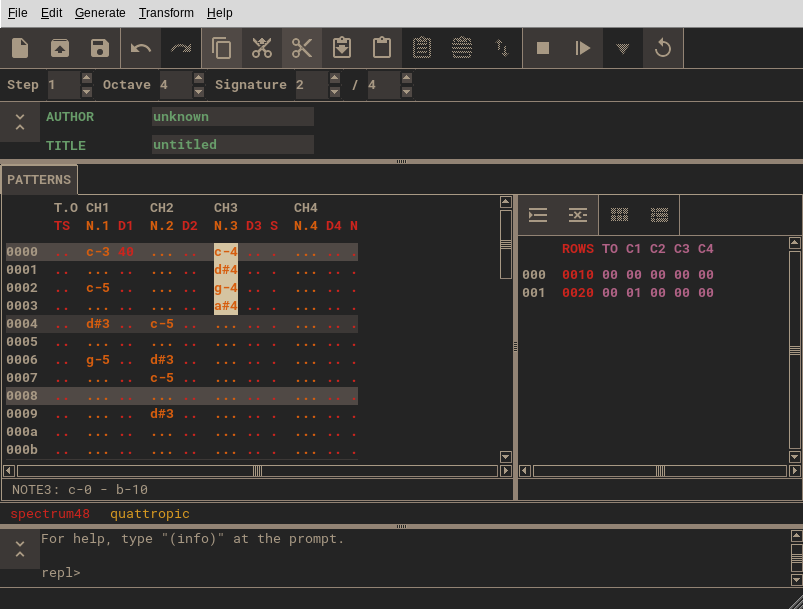 File Edit Generate Transform Help
Step 1 Octave 4 Signature 2 / 4
AUTHOR unknown
TITLE untitled
PATTERNS
T.O CH1 CH2 CH3 CH4
TS N.1 D1 N.2 D2 N.3 D3 S N.4 D4 N
0000 .. c-3 40 ... .. c-4 .. . ... .. .
0001 .. ... .. ... .. d#4 .. . ... .. .
0002 .. c-5 .. ... .. g-4 .. . ... .. .
0003 .. ... .. ... .. a#4 .. . ... .. .
0004 .. d#3 .. c-5 .. ... .. . ... .. .
0005 .. ... .. ... .. ... .. . ... .. .
0006 .. g-5 .. d#3 .. ... .. . ... .. .
0007 .. ... .. c-5 .. ... .. . ... .. .
0008 .. ... .. ... .. ... .. . ... .. .
0009 .. ... .. d#3 .. ... .. . ... .. .
000a .. ... .. ... .. ... .. . ... .. .
000b .. ... .. ... .. ... .. . ... .. .
NOTE3: c-0 - b-10
ROWS TO C1 C2 C3 C4
000 0010 00 00 00 00 00
001 0020 00 01 00 00 00
spectrum48 quattropic
For help, type "(info)" at the prompt.
repl>